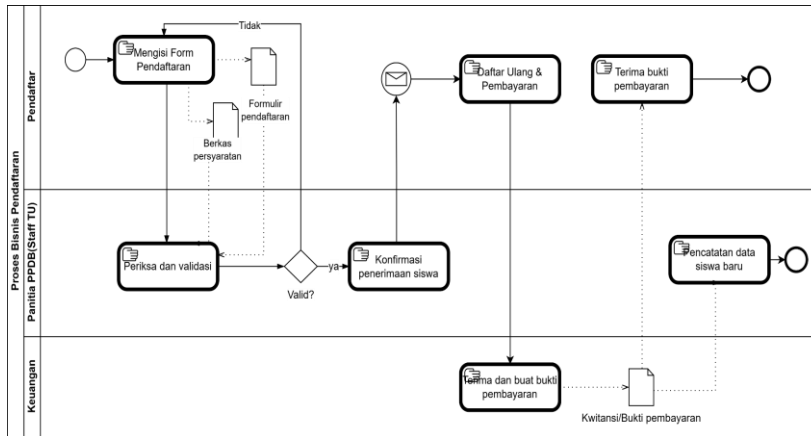 Proses Bisnis Pendaftaran
Pendaftar
Tidak
Mengisi Form
Pendaftaran
Formulir
pendaftaran
Berkas
persyaratan
Daftar Ulang &
Pembayaran
Terima bukti
pembayaran
Panitia PPDB(Staff TU)
Periksa dan validasi
Valid?
ya
Konfirmasi
penerimaan siswa
Pencatatan data
siswa baru
Keuangan
Terima dan buat bukti
pembayaran
Kwitansi/Bukti pembayaran